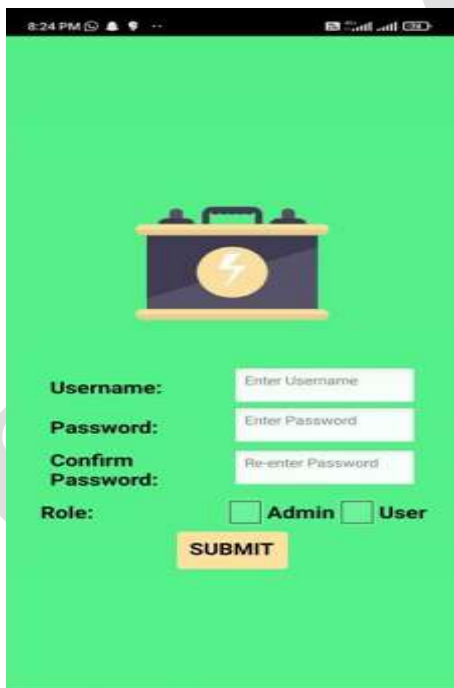 8:24 PM
Username:
Enter Username
Password:
Enter Password
Confirm
Password:
Re-enter Password
Role:
Admin
User
SUBMIT